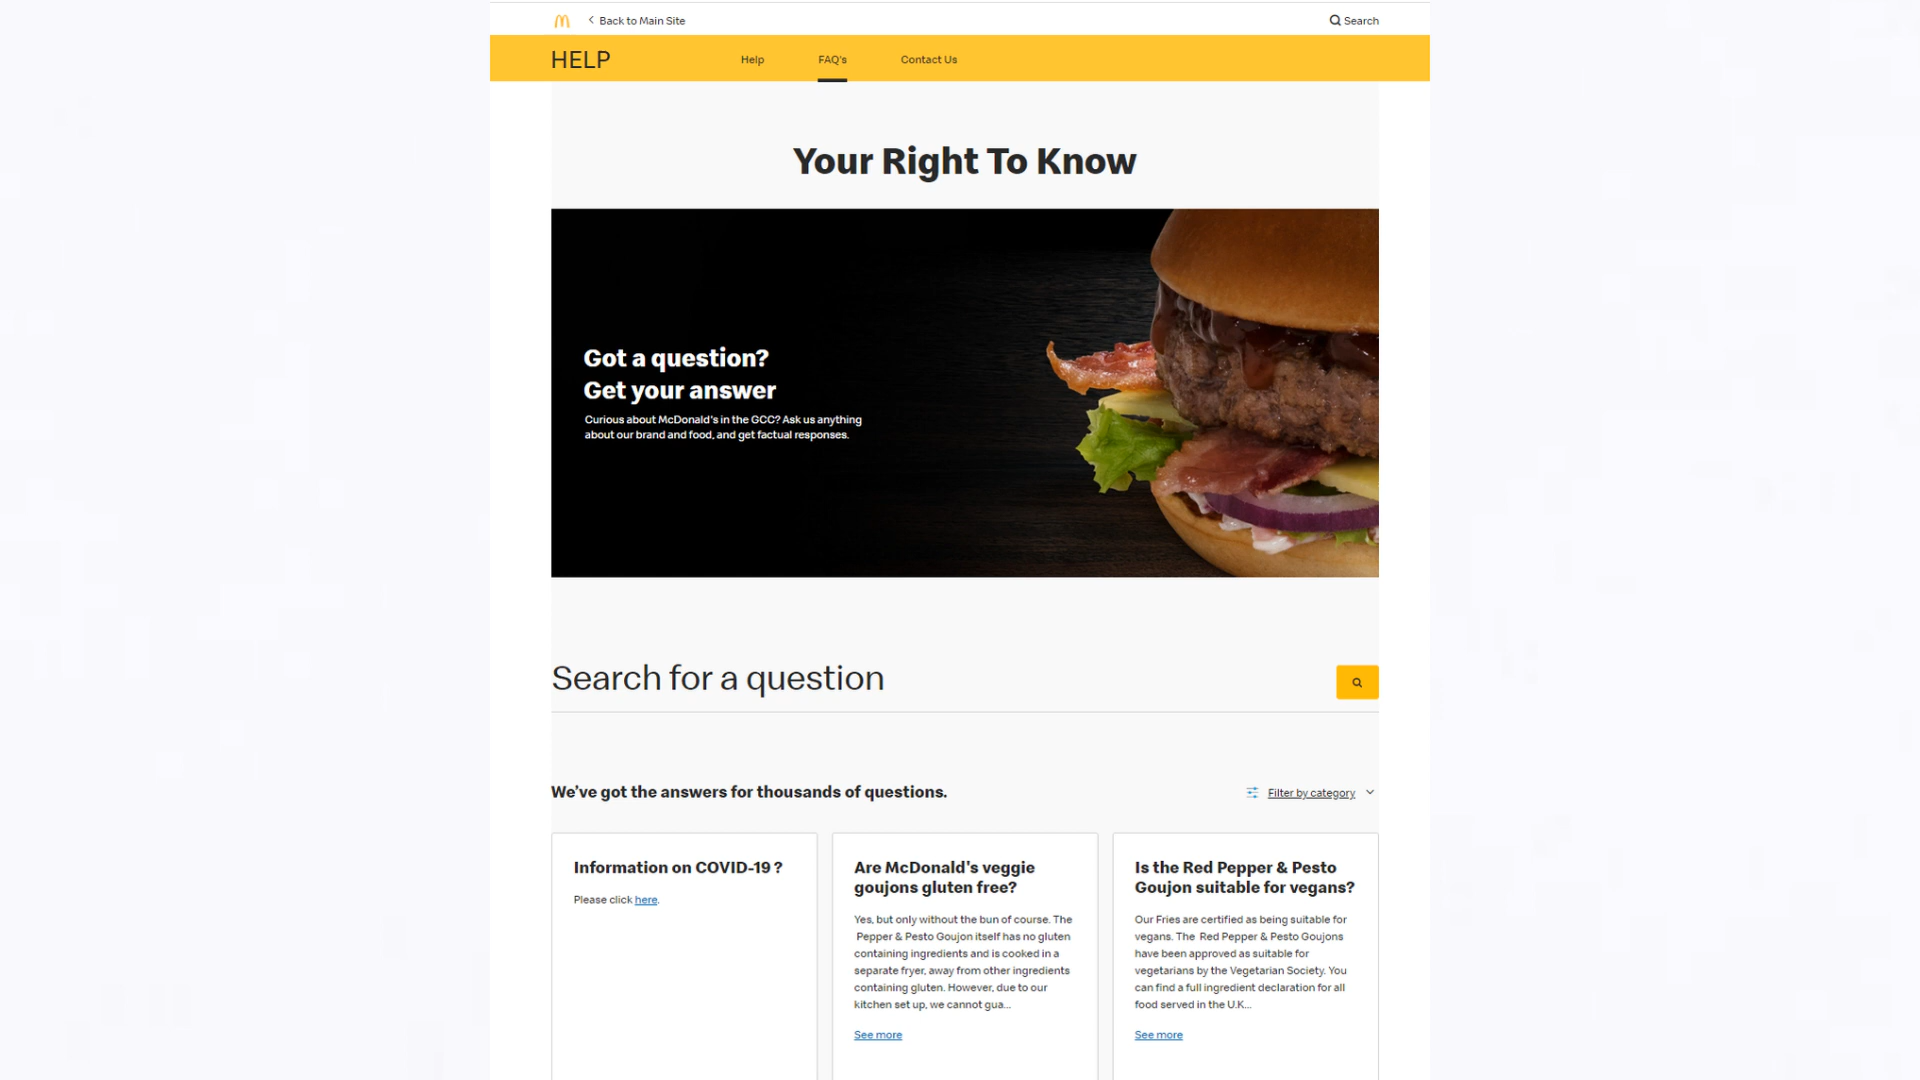 Back to Main Site
Search
HELP
Help
FAQ's
Contact Us
Your Right To Know
Got a question?
Get your answer
Curious about McDonald's in the GCC? Ask us anything
about our brand and food, and get factual responses.
Search for a question
We've got the answers for thousands of questions.
Filter by category
Information on COVID-19 ?
Please click here.
Are McDonald's veggie
goujons gluten free?
Yes, but only without the bun of course. The
Pepper & Pesto Goujon itself has no gluten
containing ingredients and is cooked in a
separate fryer, away from other ingredients
containing gluten. However, due to our
kitchen set up, we cannot gua...
See more
Is the Red Pepper & Pesto
Goujon suitable for vegans?
Our Fries are certified as being suitable for
vegans. The Red Pepper & Pesto Goujons
have been approved as suitable for
vegetarians by the Vegetarian Society. You
can find a full ingredient declaration for all
food served in the U.K...
See more